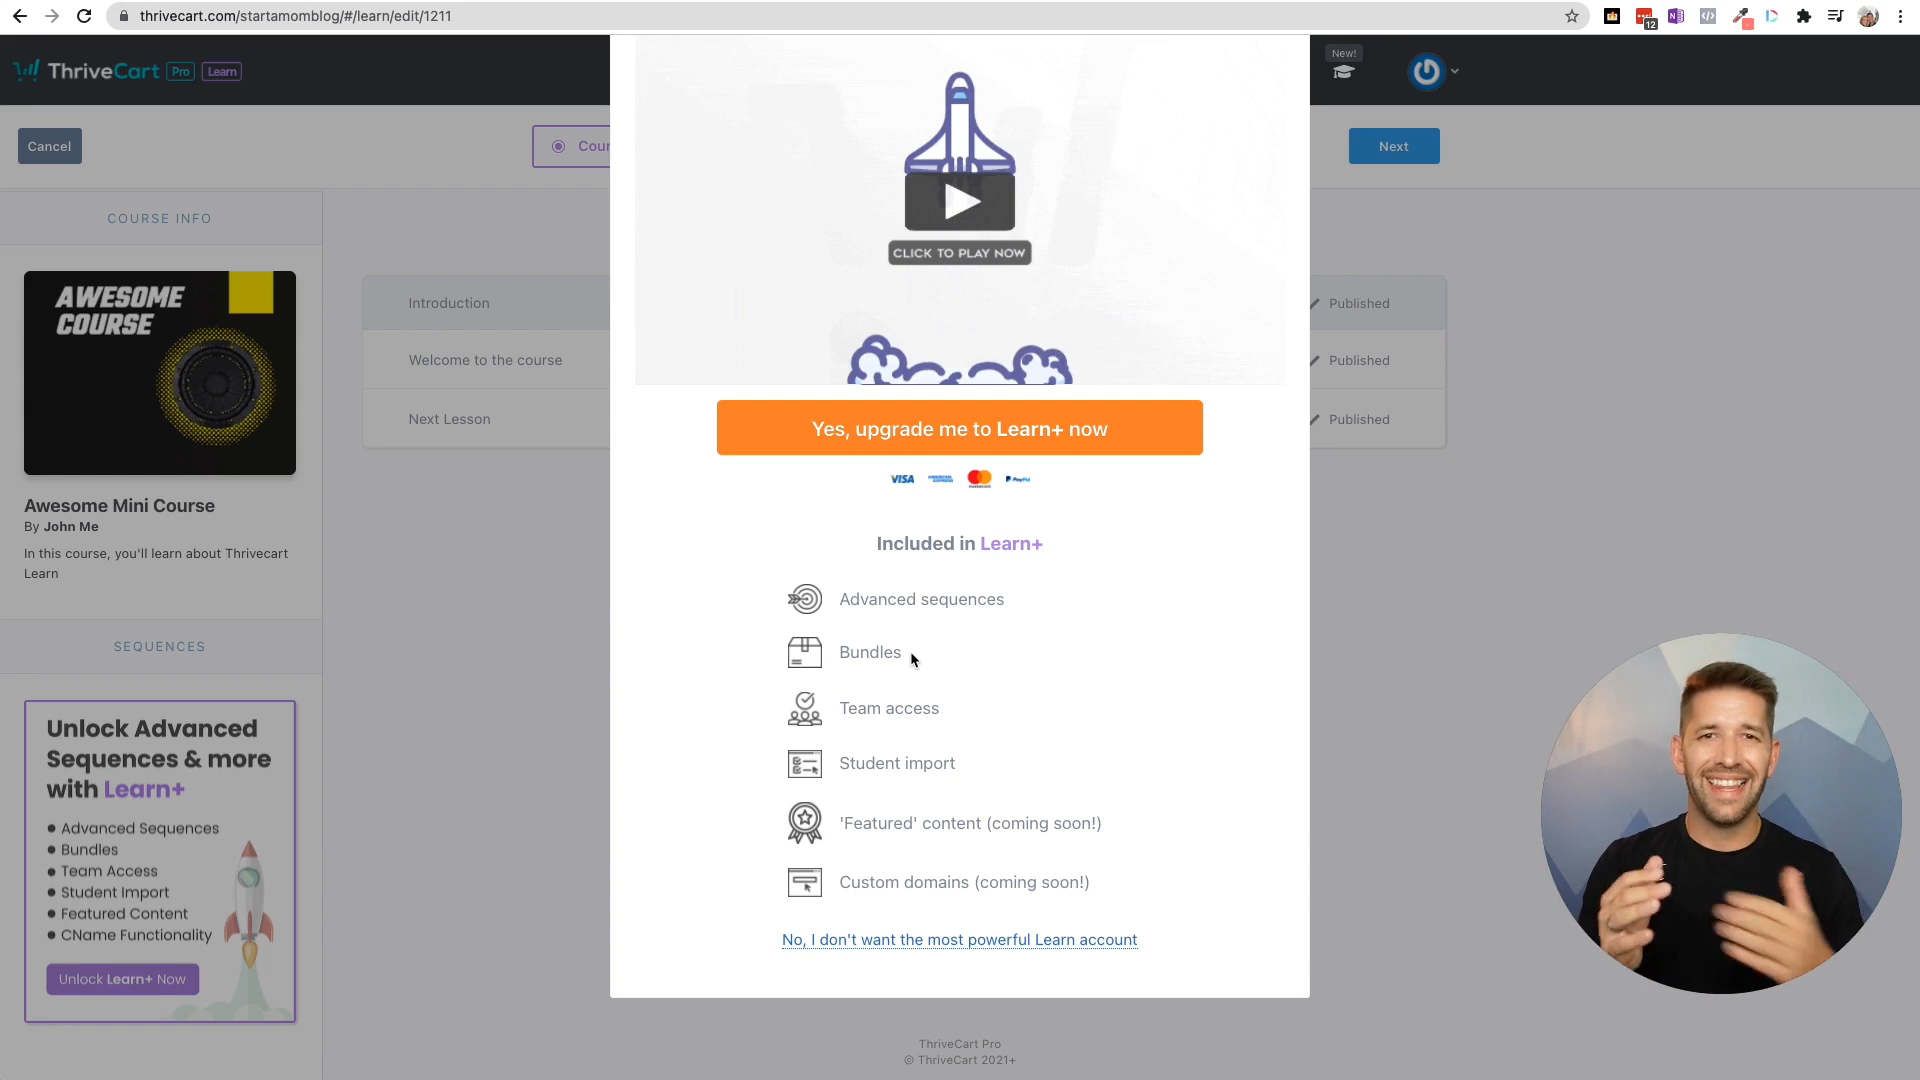 thrivecart.com/startamomblog/#/learn/edit/1211
12
ThriveCart Pro Learn
New!
Cancel
Cour
Next
COURSE INFO
AWESOME
COURSE
Awesome Mini Course
By John Me
In this course, you'll learn about Thrivecart
Learn
SEQUENCES
Unlock Advanced
Sequences & more
with Learn+
Advanced Sequences
Bundles
Team Access
Student Import
Featured Content
CName Functionality
Unlock Learn+ Now
Introduction
Published
Welcome to the course
Published
Next Lesson
Published
CLICK TO PLAY NOW
Yes, upgrade me to Learn+ now
VISA AMERICAN EXPRESS mastercard PayPal
Included in Learn+
Advanced sequences
Bundles
Team access
Student import
'Featured' content (coming soon!)
Custom domains (coming soon!)
No, I don't want the most powerful Learn account
ThriveCart Pro
© ThriveCart 2021+